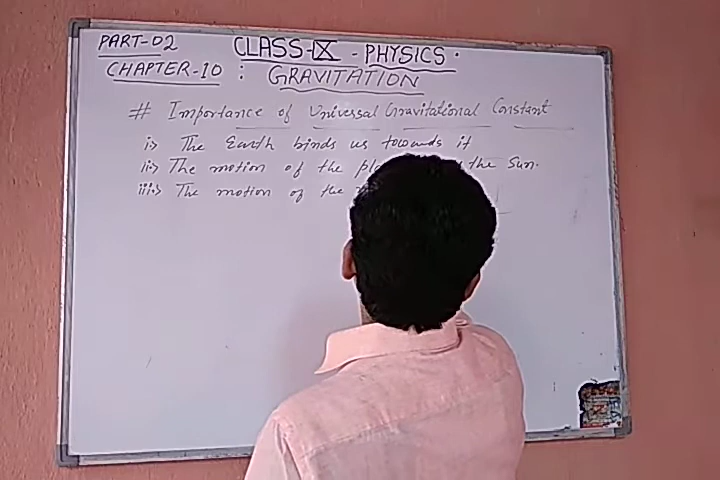 PART-02
CLASS-IX - PHYSICS.
CHAPTER-10 : GRAVITATION
# Importance of Universal Gravitational Constant
i> The Earth binds us towards it
ii> The motion of the the Sun.
iii> The motion of the